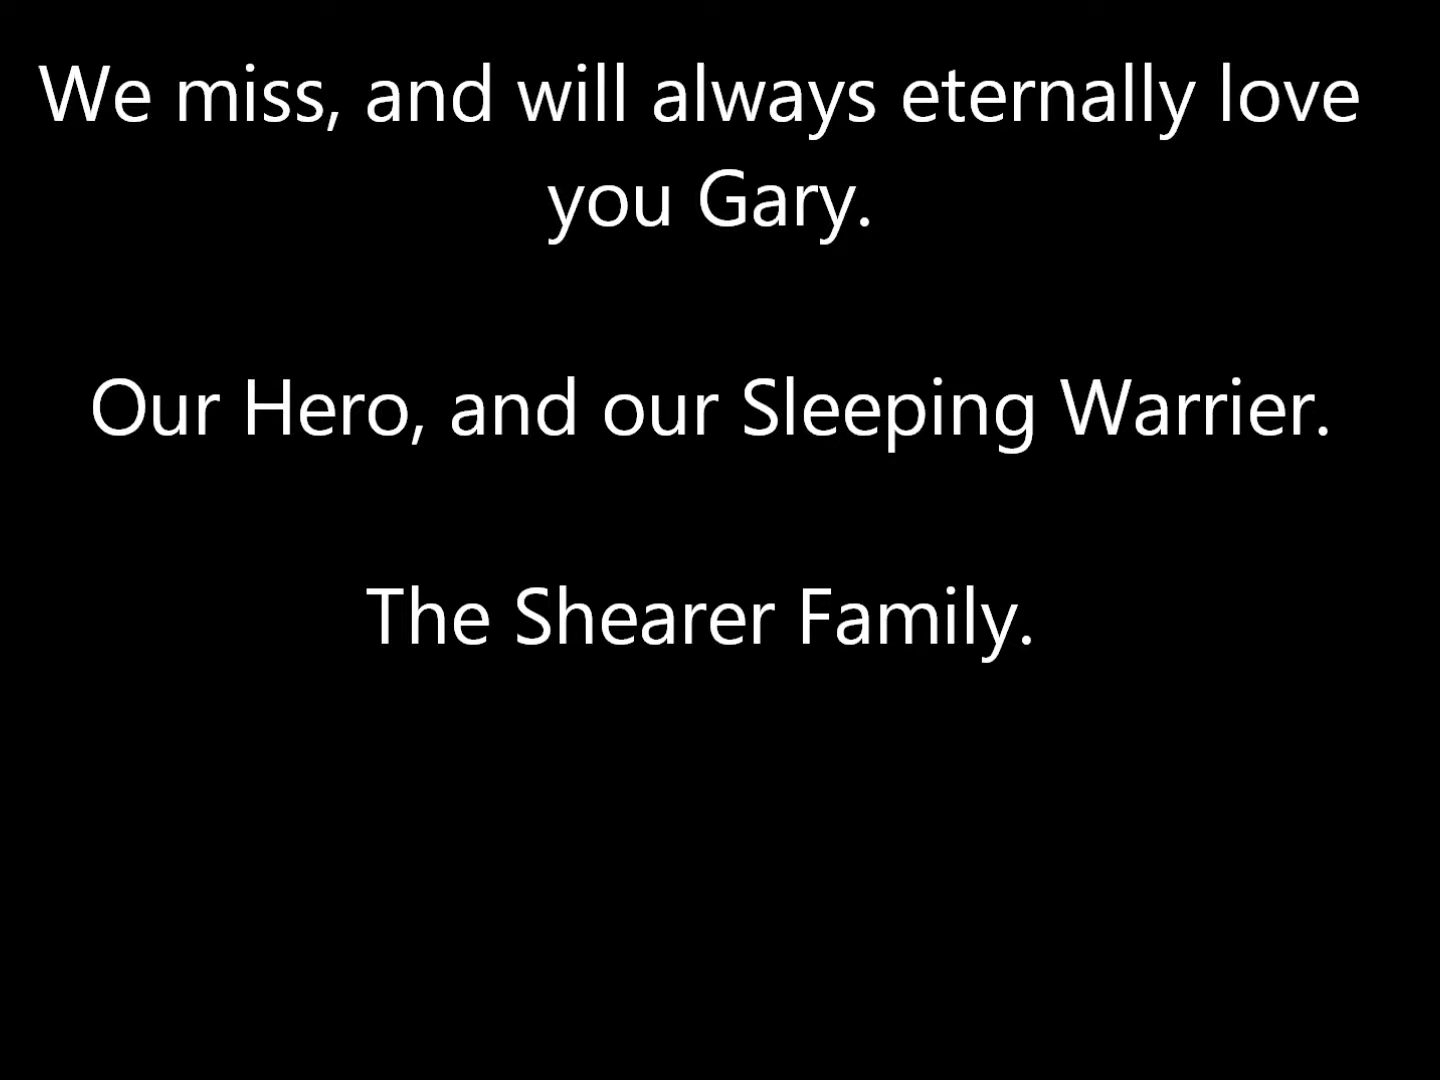 We miss, and will always eternally love
you Gary.
Our Hero, and our Sleeping Warrier.
The Shearer Family.